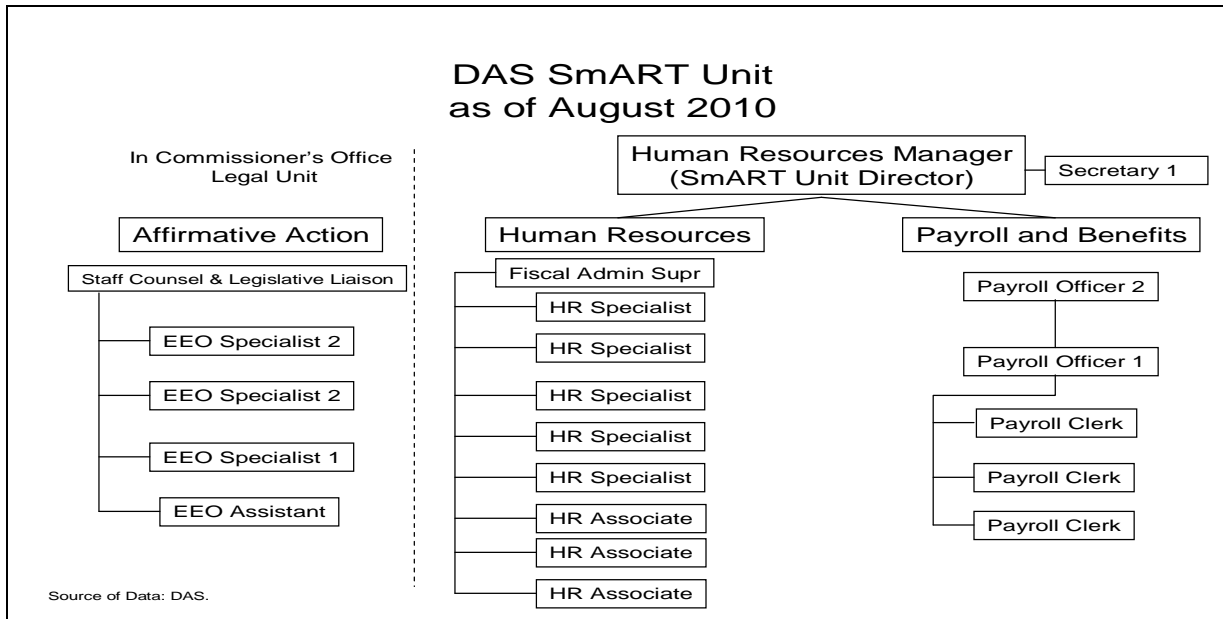 DAS SmART Unit
as of August 2010
In Commissioner's Office
Legal Unit
Human Resources Manager
(SmART Unit Director)
Secretary 1
Affirmative Action
Staff Counsel & Legislative Liaison
EEO Specialist 2
EEO Specialist 2
EEO Specialist 1
EEO Assistant
Human Resources
Fiscal Admin Supr
HR Specialist
HR Specialist
HR Specialist
HR Specialist
HR Specialist
HR Associate
HR Associate
HR Associate
Payroll and Benefits
Payroll Officer 2
Payroll Officer 1
Payroll Clerk
Payroll Clerk
Payroll Clerk
Source of Data: DAS.